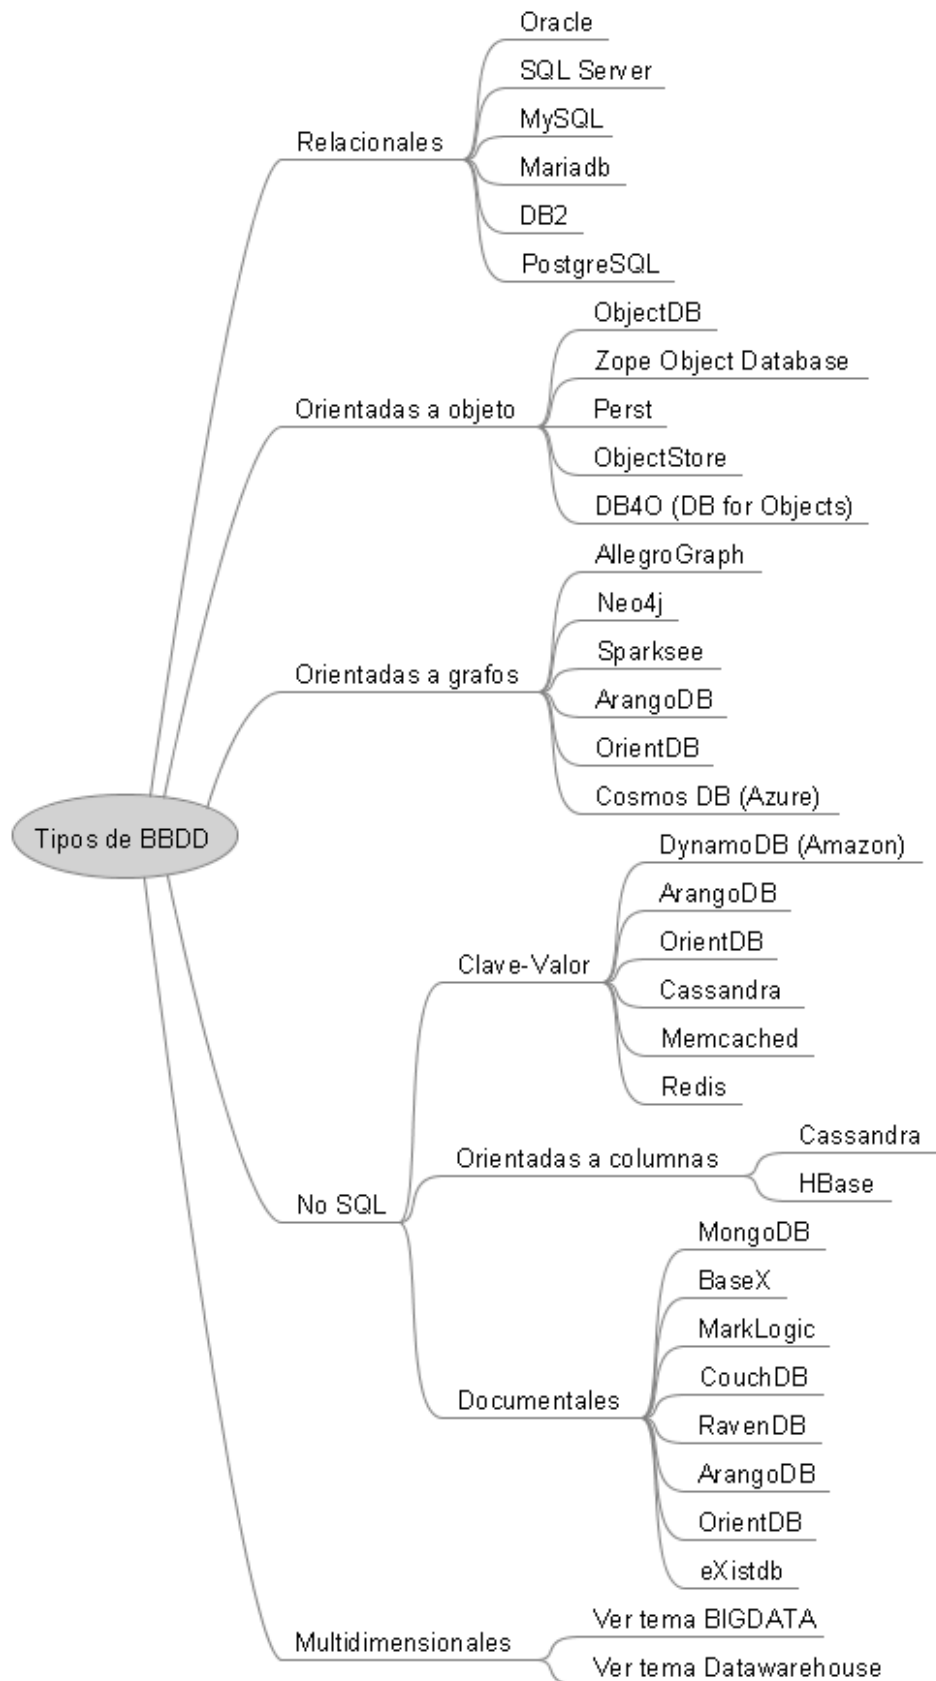 Oracle
SQL Server
MySQL
Relacionales
Mariadb
DB2
PostgreSQL
ObjectDB
Zope Object Database
Orientadas a objeto
Perst
ObjectStore
DB4O (DB for Objects)
AllegroGraph
Neo4j
Sparksee
Orientadas a grafos
ArangoDB
OrientDB
Cosmos DB (Azure)
Tipos de BBDD
DynamoDB (Amazon)
ArangoDB
OrientDB
Clave-Valor
Cassandra
Memcached
Redis
Cassandra
Orientadas a columnas
HBase
No SQL
MongoDB
BaseX
MarkLogic
CouchDB
Documentales
RavenDB
ArangoDB
OrientDB
eXistdb
Ver tema BIGDATA
Multidimensionales
Ver tema Datawarehouse